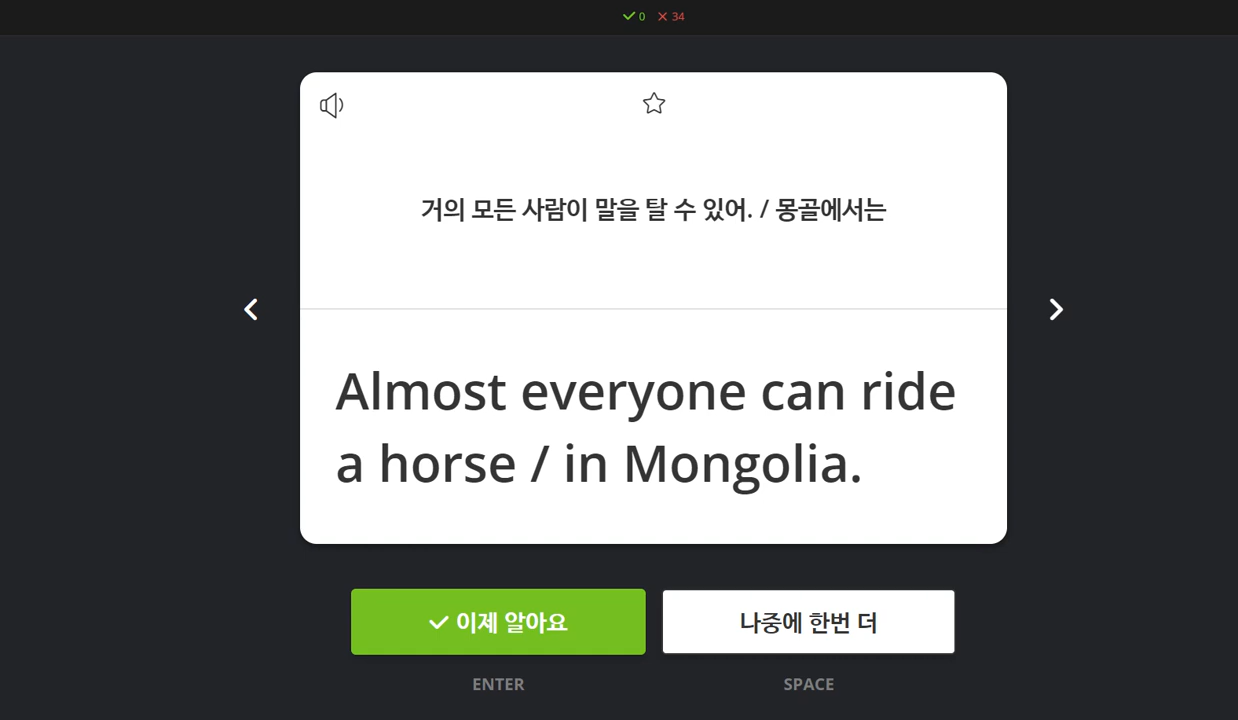 0 34
거의 모든 사람이 말을 탈 수 있어. / 몽골에서는
Almost everyone can ride
a horse / in Mongolia.
이제 알아요
나중에 한번 더
ENTER
SPACE